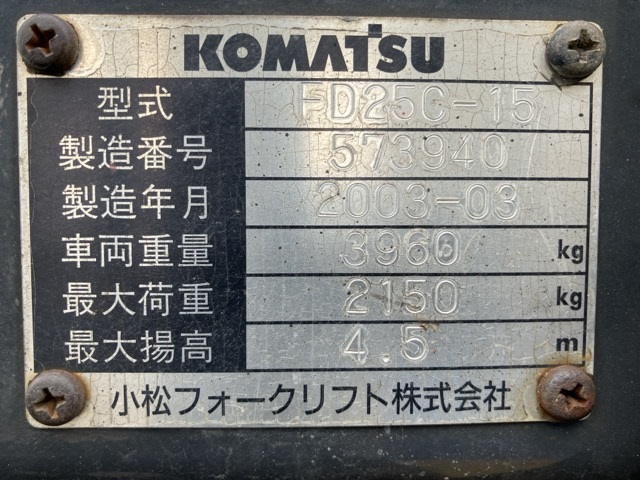 KOMATSU
型式 FD25C-15
製造番号 573940
製造年月 2003-03
車両重量 3960 kg
最大荷重 2150 kg
最大揚高 4.5 m
小松フォークリフト株式会社